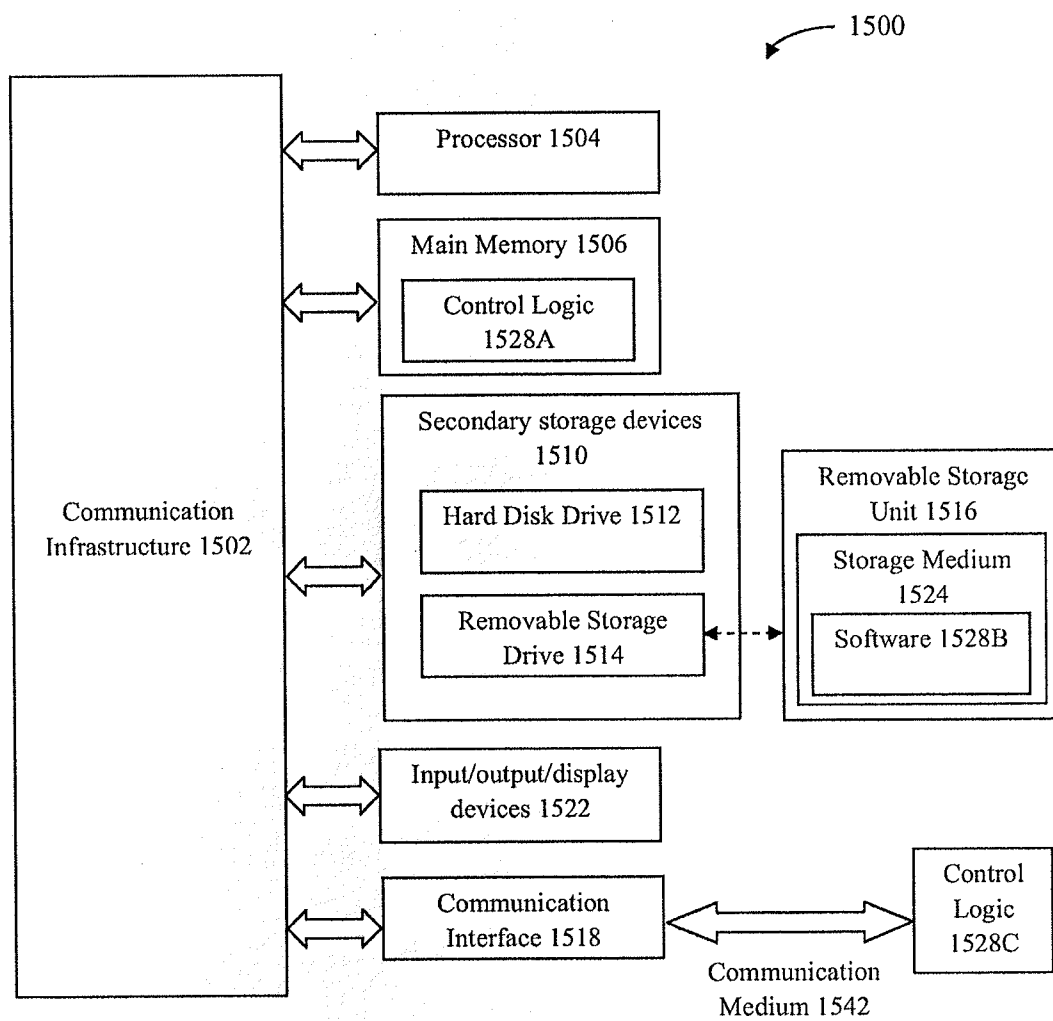 1500
Processor 1504
Main Memory 1506
Control Logic
1528A
Secondary storage devices
1510
Hard Disk Drive 1512
Removable Storage
Drive 1514
Removable Storage
Unit 1516
Storage Medium
1524
Software 1528B
Communication
Infrastructure 1502
Input/output/display
devices 1522
Communication
Interface 1518
Communication
Medium 1542
Control
Logic
1528C